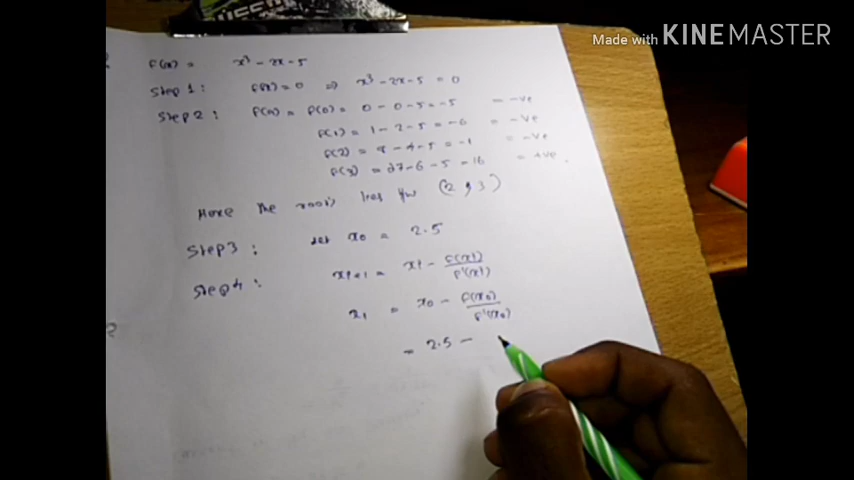 Made with KINEMASTER
f(x) = x³ - 2x - 5
Step 1: f(x) = 0 ⇒ x³ - 2x - 5 = 0
Step 2: f(x) = f(0) = 0 - 0 - 5 = -5 = -ve
f(1) = 1 - 2 - 5 = -6 = -ve
f(2) = 8 - 4 - 5 = -1 = -ve
f(3) = 27 - 6 - 5 = 16 = +ve.
Hence the roots lies b/w (2, 3)
Step 3: let x₀ = 2.5
Step 4: xi+1 = xi - f(xi)/f'(xi)
x₁ = x₀ - f(x₀)/f'(x₀)
= 2.5 -